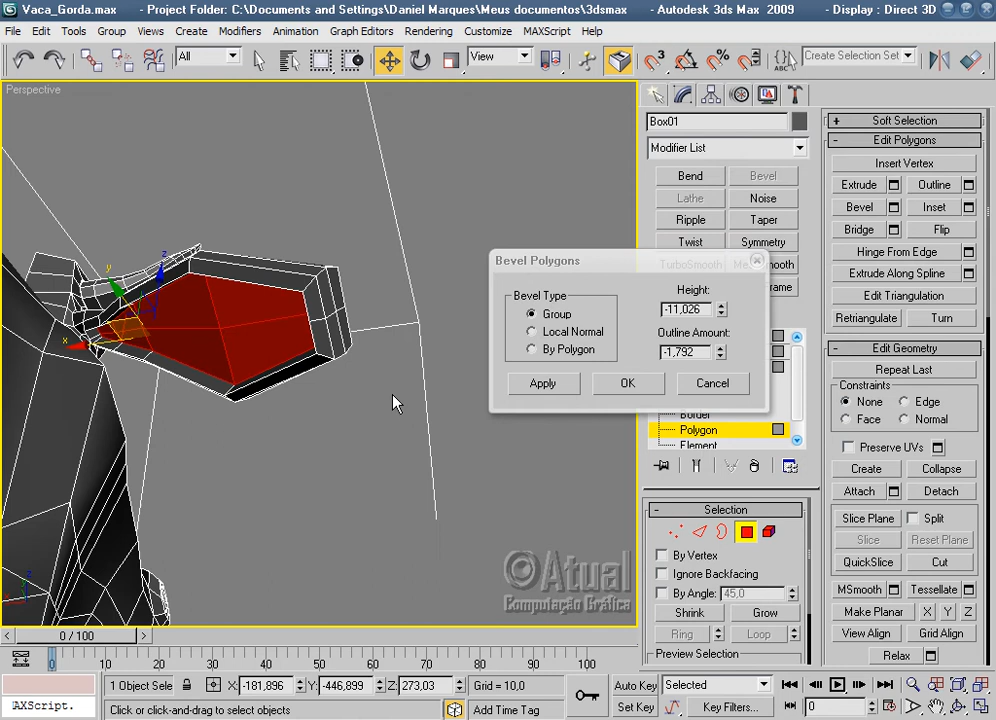 Vaca_Gorda.max - Project Folder: C:\Documents and Settings\Daniel Marques\Meus documentos\3dsmax - Autodesk 3ds Max 2009 - Display : Direct 3D
File Edit Tools Group Views Create Modifiers Animation Graph Editors Rendering Customize MAXScript Help
All View Create Selection Set
Perspective
Box01
Modifier List
Bend Bevel
Lathe Noise
Ripple Taper
Twist Symmetry
TurboSmooth
Polygon
Element
Bevel Polygons
Height:
Bevel Type
Group -11,026
Local Normal Outline Amount:
By Polygon -1,792
Apply OK Cancel
Selection
By Vertex
Ignore Backfacing
By Angle: 45,0
Shrink Grow
Ring Loop
Preview Selection
+ Soft Selection
- Edit Polygons
Insert Vertex
Extrude Outline
Bevel Inset
Bridge Flip
Hinge From Edge
Extrude Along Spline
Edit Triangulation
Retriangulate Turn
- Edit Geometry
Repeat Last
Constraints
None Edge
Face Normal
Preserve UVs
Create Collapse
Attach Detach
Slice Plane Split
Slice Reset Plane
QuickSlice Cut
MSmooth Tessellate
Make Planar X Y Z
View Align Grid Align
Relax
x y z
©Atual
Computação Gráfica
< 0 / 100 >
0 10 20 30 40 50 60 70 80 90 100
1 Object Sele X: -181,896 Y: -446,899 Z: 273,03 Grid = 10,0 Auto Key Selected
AXScript. Click or click-and-drag to select objects Add Time Tag Set Key Key Filters... 0